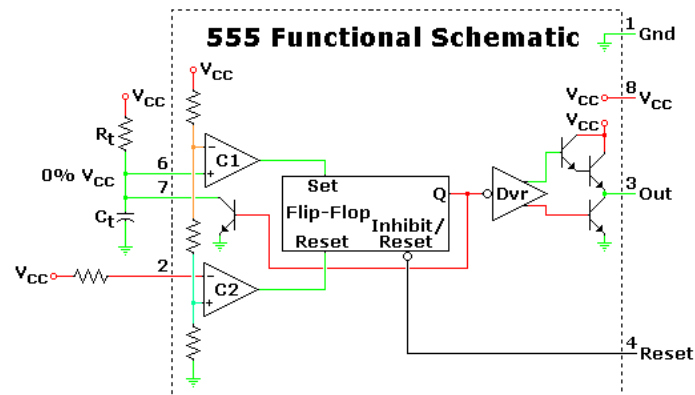 555 Functional Schematic
1 Gnd
VCC
VCC
VCC 8 VCC
VCC
Rt
6
- C1 +
0% VCC
7
Set
Q
Dvr
3 Out
Flip-Flop
Ct
Inhibit/
Reset Reset
VCC
2
- C2 +
4 Reset